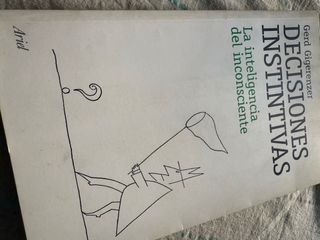 Gerd Gigerenzer
DECISIONES
INSTINTIVAS
La inteligencia
del inconsciente
?
Ariel